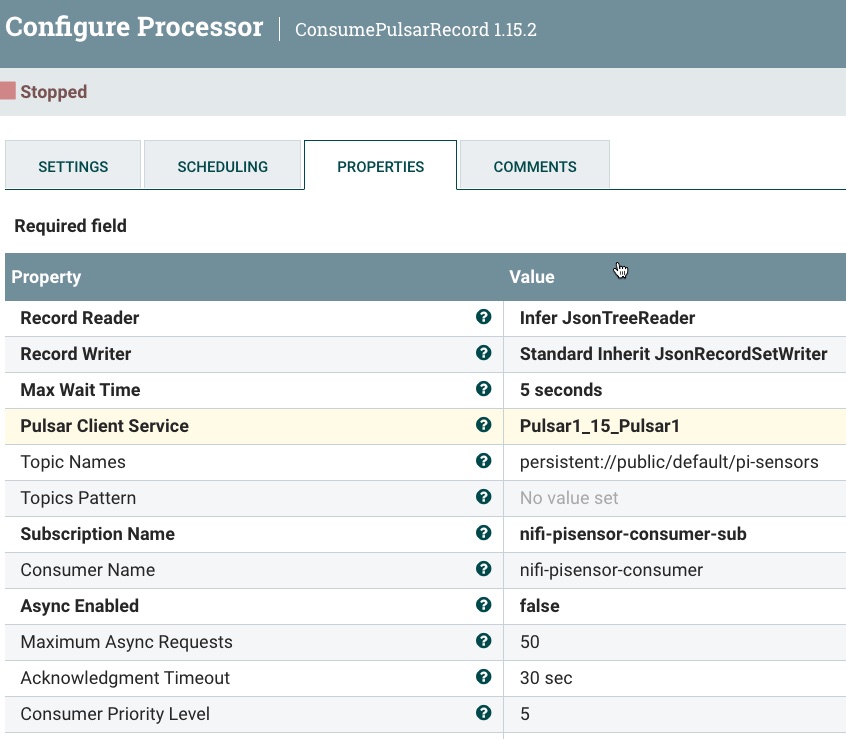 Configure Processor | ConsumePulsarRecord 1.15.2
Stopped
SETTINGS SCHEDULING PROPERTIES COMMENTS
Required field
Property Value
Record Reader Infer JsonTreeReader
Record Writer Standard Inherit JsonRecordSetWriter
Max Wait Time 5 seconds
Pulsar Client Service Pulsar1_15_Pulsar1
Topic Names persistent://public/default/pi-sensors
Topics Pattern No value set
Subscription Name nifi-pisensor-consumer-sub
Consumer Name nifi-pisensor-consumer
Async Enabled false
Maximum Async Requests 50
Acknowledgment Timeout 30 sec
Consumer Priority Level 5